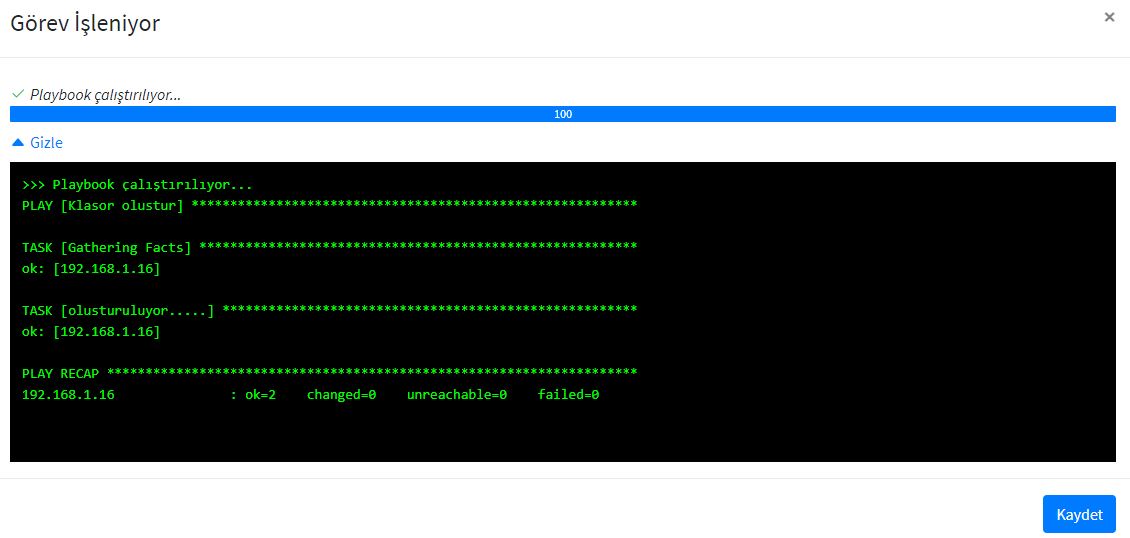 Görev İşleniyor
×
Playbook çalıştırılıyor...
100
Gizle
>>> Playbook çalıştırılıyor...
PLAY [Klasor olustur] **********************************************************
TASK [Gathering Facts] *********************************************************
ok: [192.168.1.16]
TASK [olusturuluyor.....] ******************************************************
ok: [192.168.1.16]
PLAY RECAP *********************************************************************
192.168.1.16               : ok=2    changed=0    unreachable=0    failed=0
Kaydet